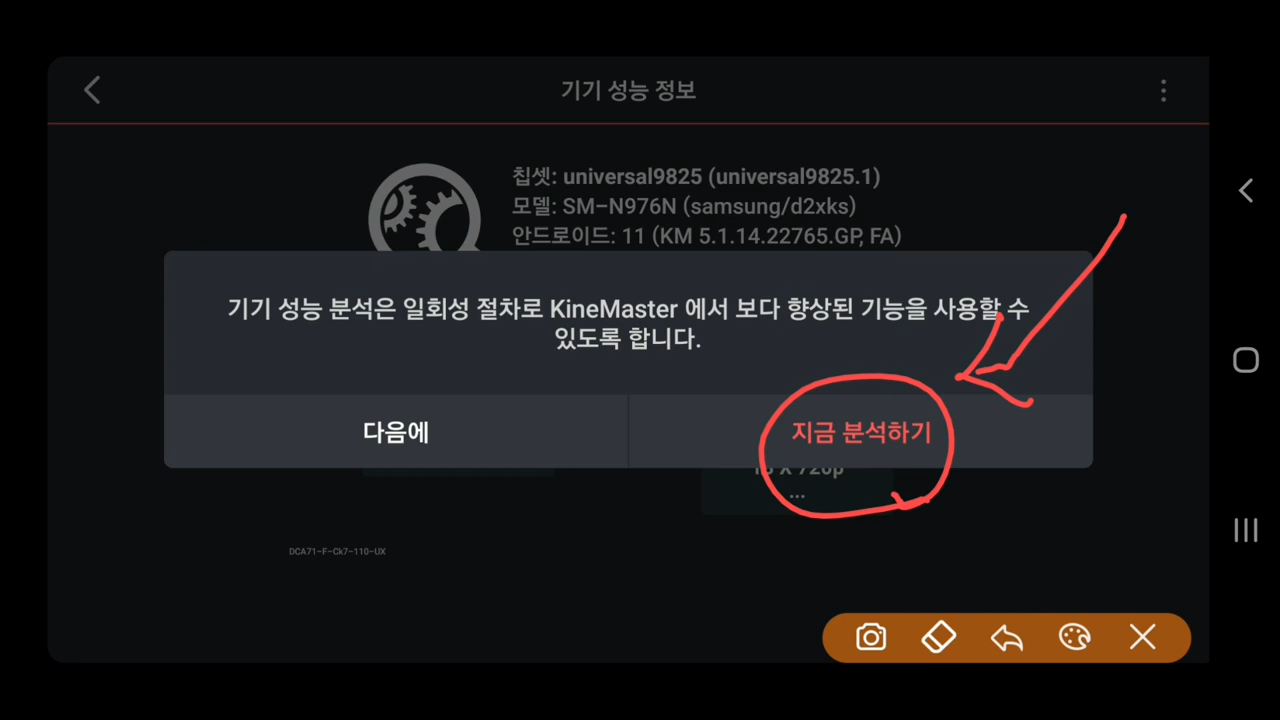 기기 성능 정보
칩셋: universal9825 (universal9825.1)
모델: SM-N976N (samsung/d2xks)
안드로이드: 11 (KM 5.1.14.22765.GP, FA)
기기 성능 분석은 일회성 절차로 KineMaster 에서 보다 향상된 기능을 사용할 수
있도록 합니다.
다음에
지금 분석하기
X 720p
...
DCA71-F-Ck7-110-UX